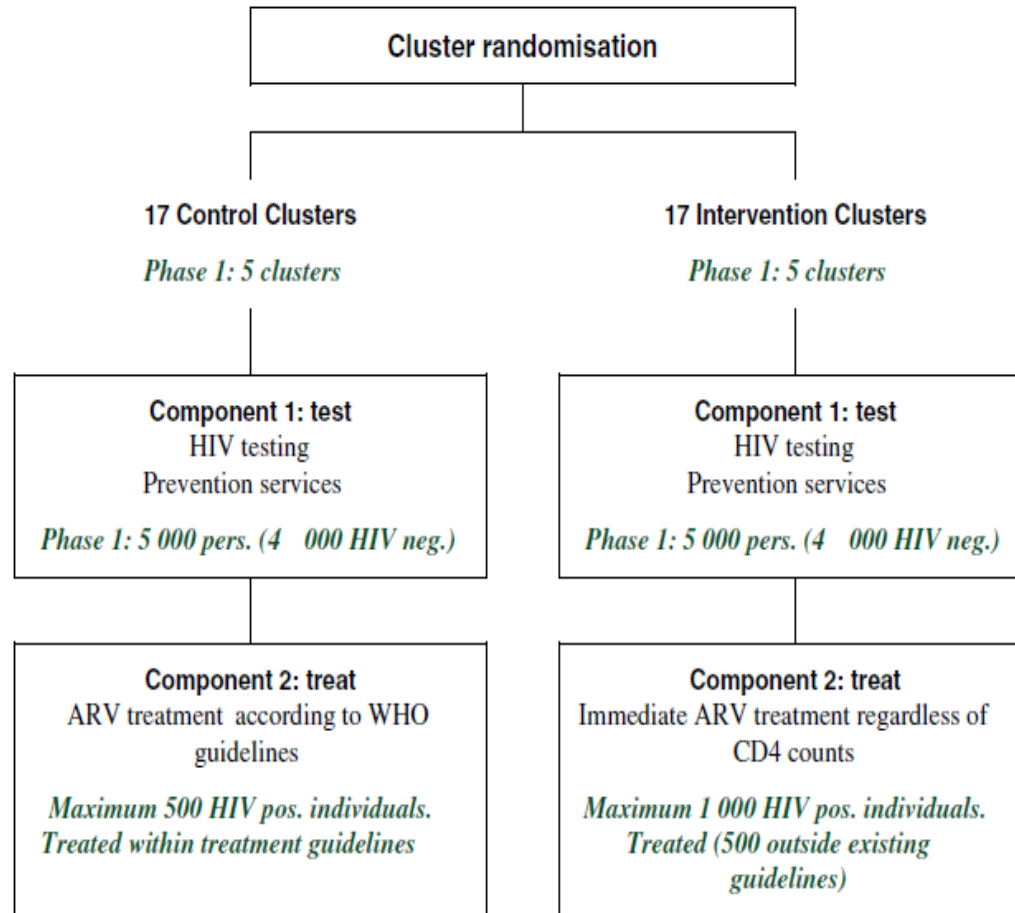 Cluster randomisation
17 Control Clusters
Phase 1: 5 clusters
17 Intervention Clusters
Phase 1: 5 clusters
Component 1: test
HIV testing
Prevention services
Phase 1: 5 000 pers. (4 000 HIV neg.)
Component 1: test
HIV testing
Prevention services
Phase 1: 5 000 pers. (4 000 HIV neg.)
Component 2: treat
ARV treatment according to WHO
guidelines
Maximum 500 HIV pos. individuals.
Treated within treatment guidelines
Component 2: treat
Immediate ARV treatment regardless of
CD4 counts
Maximum 1 000 HIV pos. individuals.
Treated (500 outside existing
guidelines)